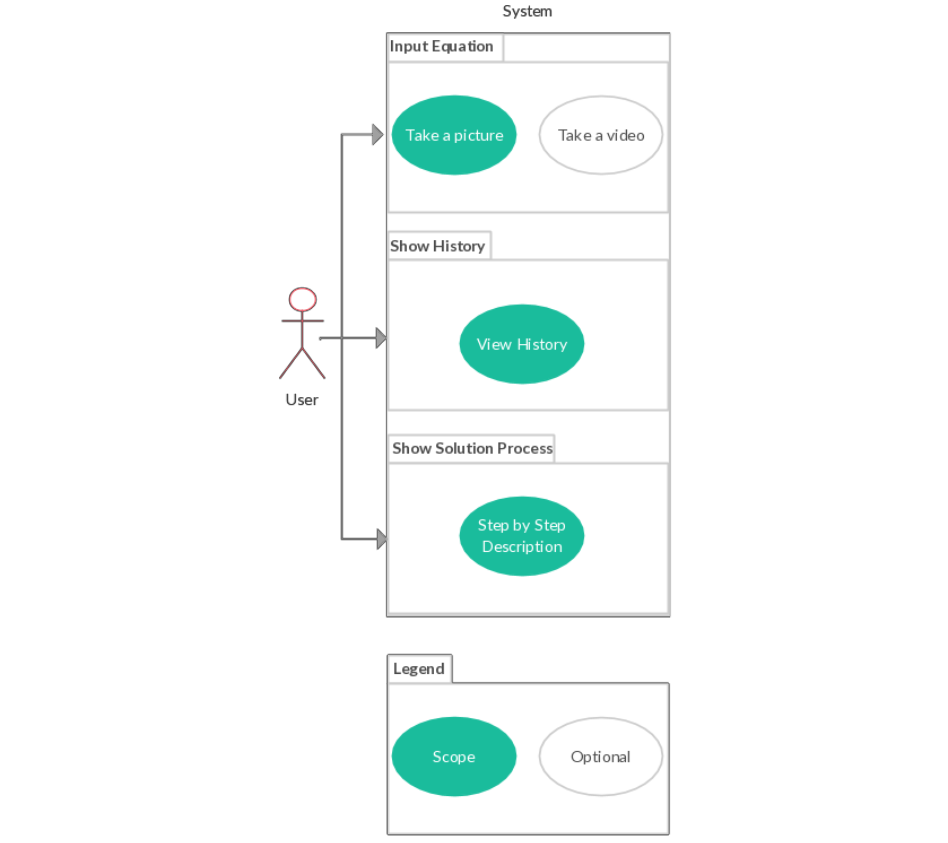 System
Input Equation
Take a picture
Take a video
Show History
View History
User
Show Solution Process
Step by Step
Description
Legend
Scope
Optional